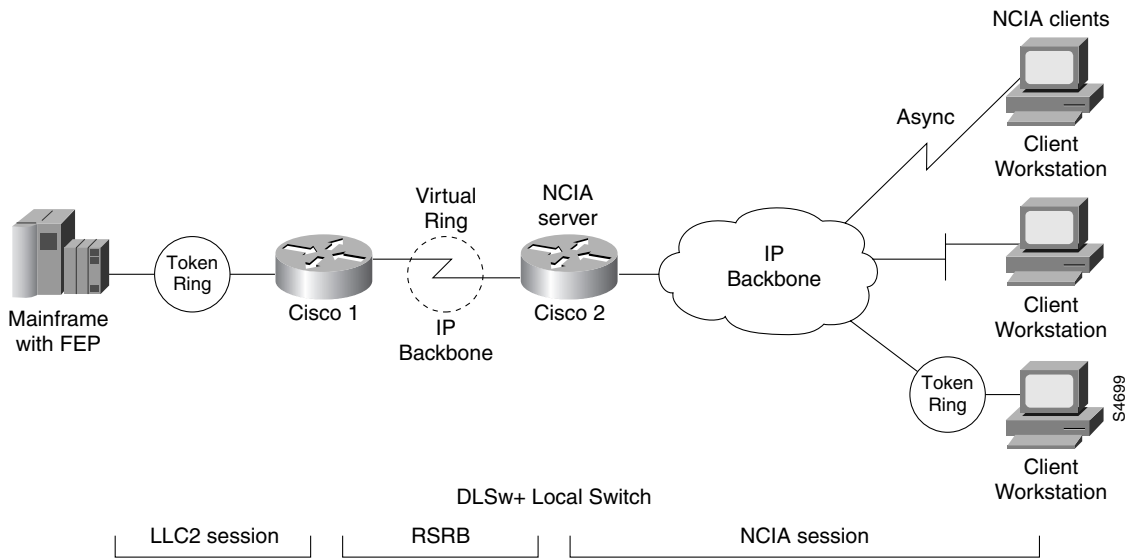 NCIA clients
Async
Client
Workstation
Virtual
Ring
NCIA
server
Token
Ring
IP
Backbone
Client
Workstation
Mainframe
with FEP
Cisco 1
IP
Backbone
Cisco 2
Token
Ring
Client
Workstation
S4699
DLSw+ Local Switch
LLC2 session
RSRB
NCIA session